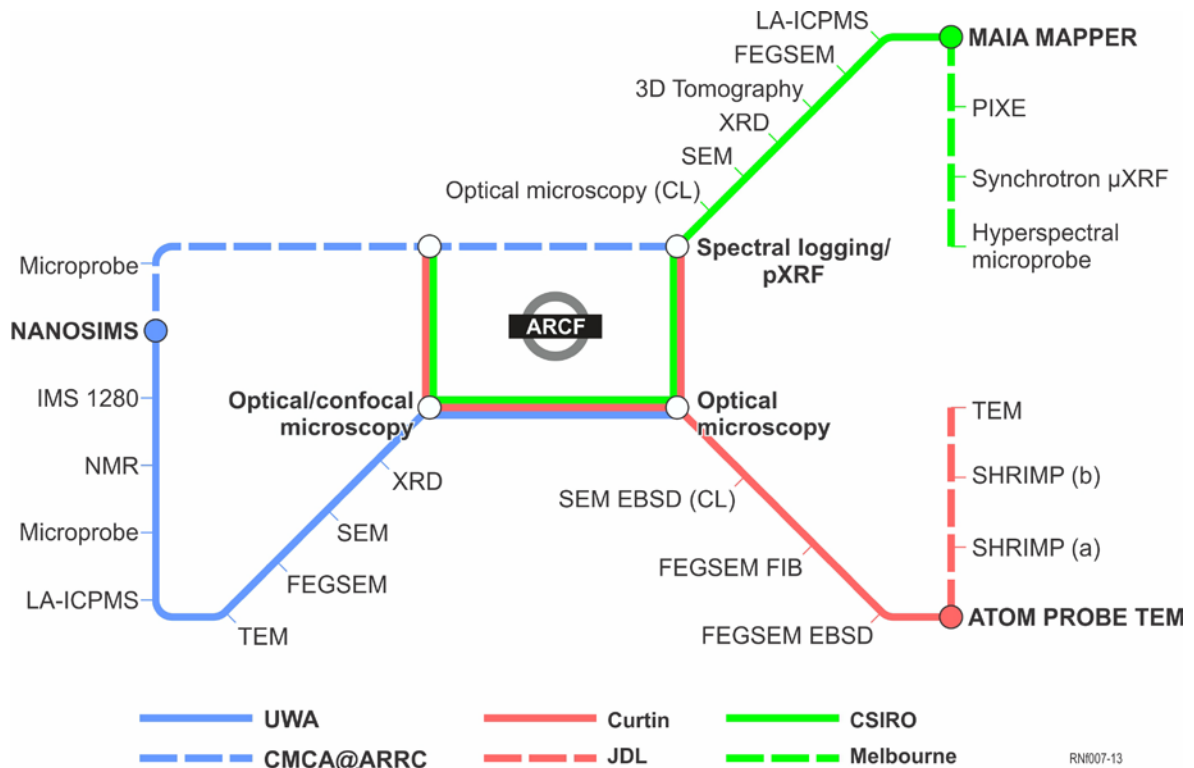 LA-ICPMS
MAIA MAPPER
FEGSEM
3D Tomography
PIXE
XRD
SEM
Synchrotron µXRF
Optical microscopy (CL)
Hyperspectral
microprobe
Microprobe
Spectral logging/
pXRF
NANOSIMS
ARCF
IMS 1280
Optical/confocal
microscopy
Optical
microscopy
TEM
NMR
XRD
SHRIMP (b)
SEM EBSD (CL)
Microprobe
SEM
SHRIMP (a)
FEGSEM FIB
FEGSEM
LA-ICPMS
TEM
FEGSEM EBSD
ATOM PROBE TEM
UWA
Curtin
CSIRO
CMCA@ARRC
JDL
Melbourne
RNf007-13